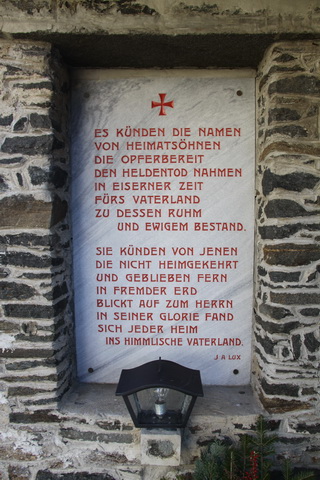 ES KÜNDEN DIE NAMEN
VON HEIMATSÖHNEN
DIE OPFERBEREIT
DEN HELDENTOD NAHMEN
IN EISERNER ZEIT
FÜRS VATERLAND
ZU DESSEN RUHM
UND EWIGEM BESTAND.
SIE KÜNDEN VON JENEN
DIE NICHT HEIMGEKEHRT
UND GEBLIEBEN FERN
IN FREMDER ERD
BLICKT AUF ZUM HERRN
IN SEINER GLORIE FAND
SICH JEDER HEIM
INS HIMMLISCHE VATERLAND.
J A LUX